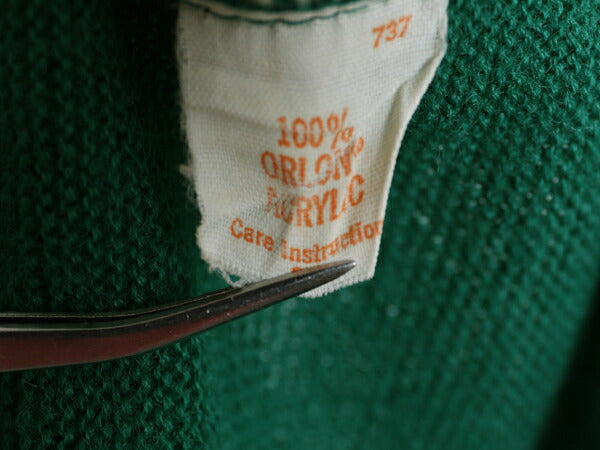 737
100%
ORLON®
ACRYLIC
Care instruction